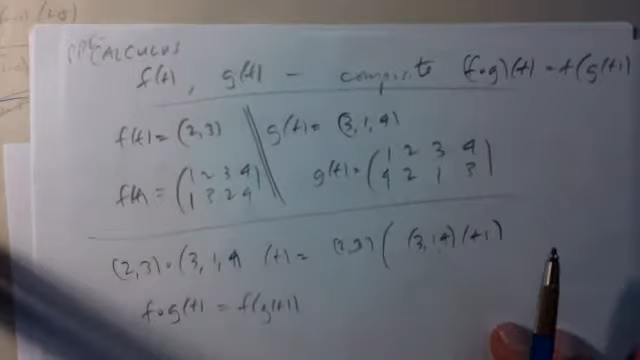 PRE CALCULUS
f(t), g(t) - composite (f∘g)(t) = f(g(t))
f(t) = (2,3) g(t) = (3,1,4)
f(t) = (1 2 3 4 g(t) = (1 2 3 4
1 3 2 4) 4 2 1 3)
(2,3)∘(3,1,4) (t) = (2,3)( (3,1,4)(t))
f∘g(t) = f(g(t))